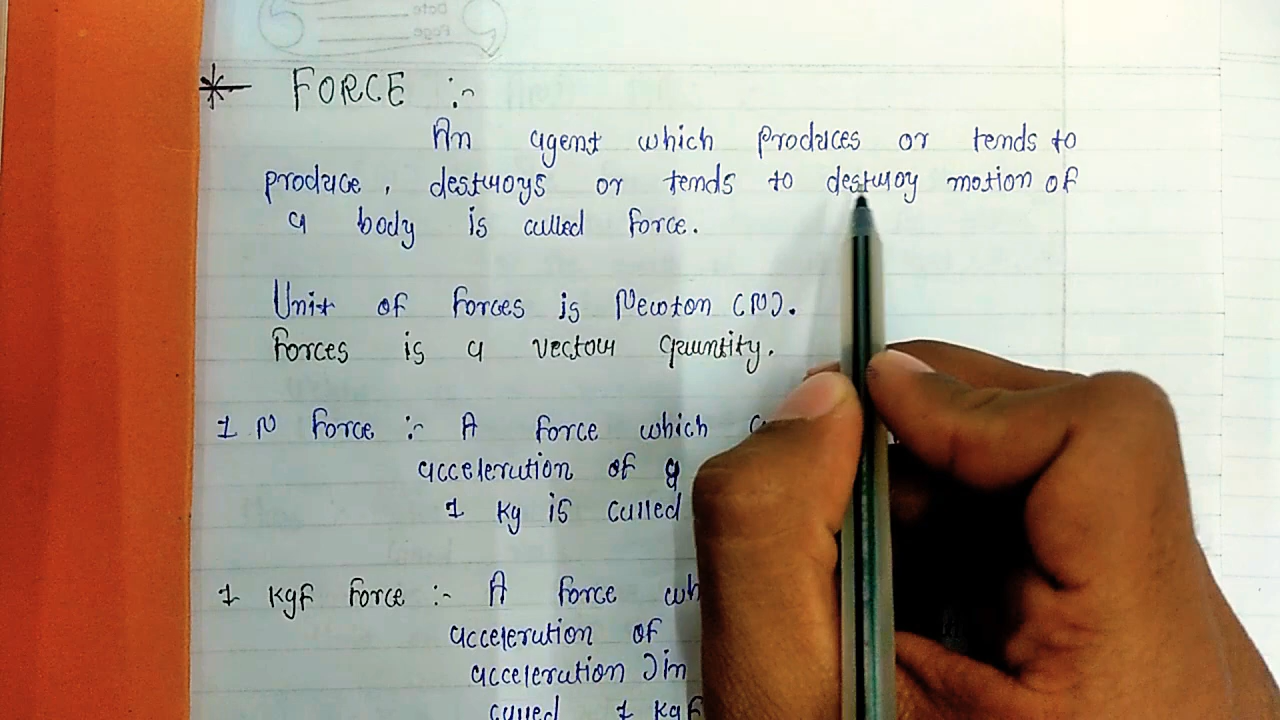 * FORCE :-
An agent which produces or tends to
produce, destroys or tends to destroy motion of
a body is called force.
Unit of forces is Newton (N).
Forces is a vector quantity.
1 N force :- A force which
acceleration of a
1 kg is called
1 kgf force :- A force
acceleration of
acceleration) in
called 1 kgf